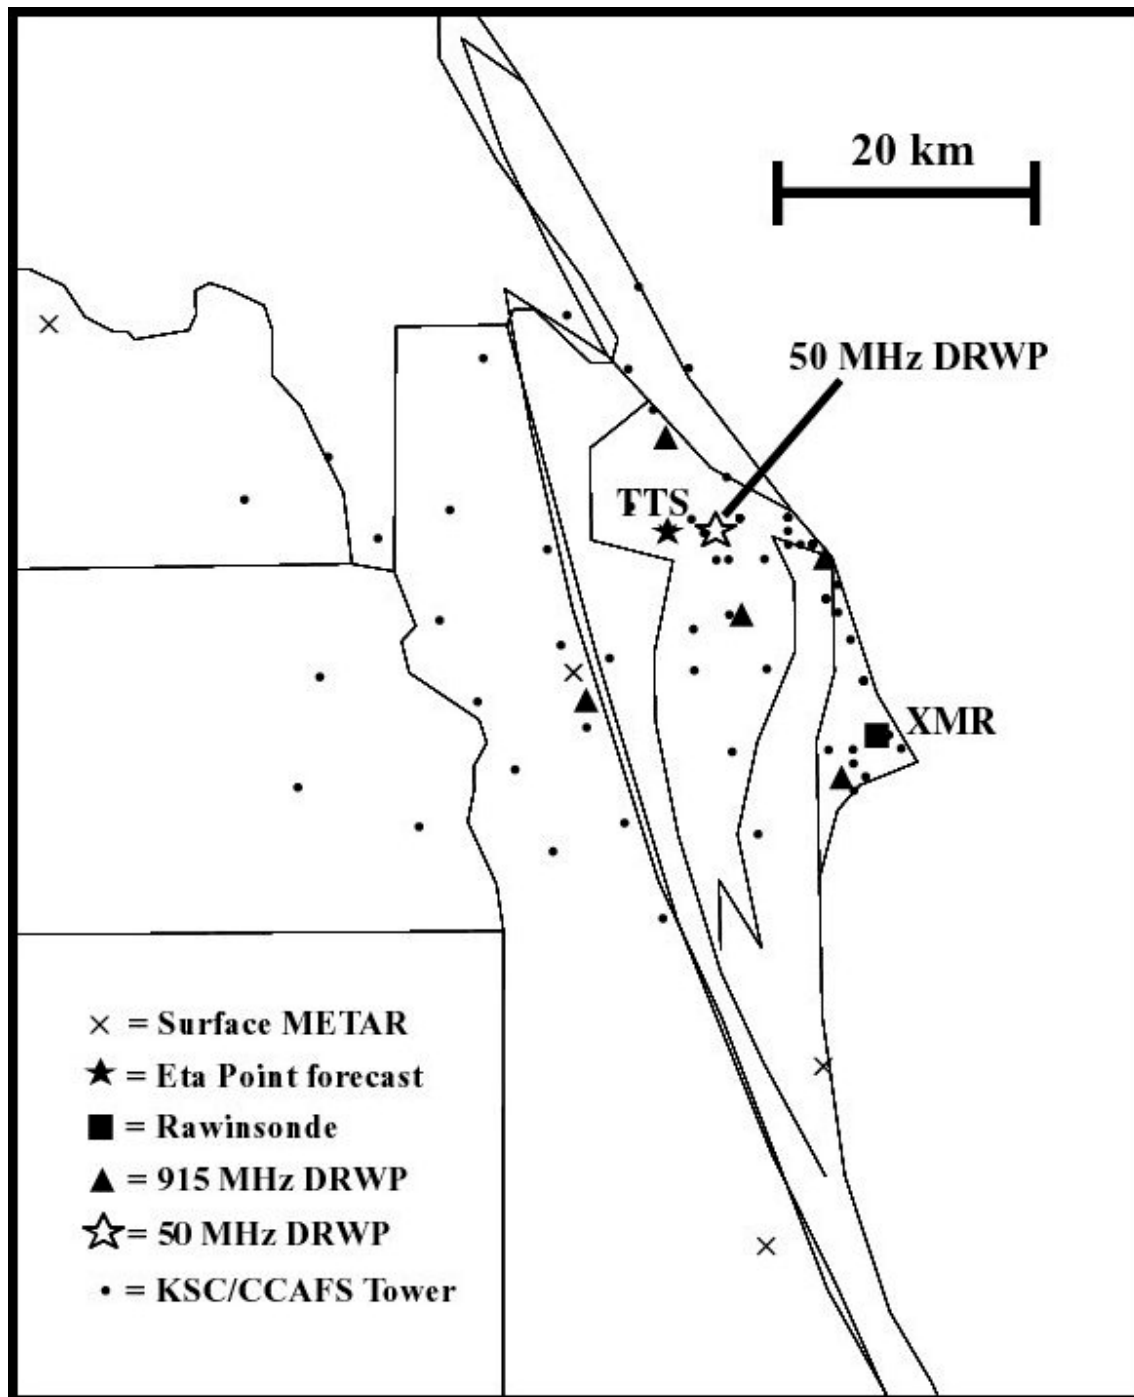 20 km
50 MHz DRWP
TTS
XMR
= Surface METAR
= Eta Point forecast
= Rawinsonde
= 915 MHz DRWP
= 50 MHz DRWP
= KSC/CCAFS Tower